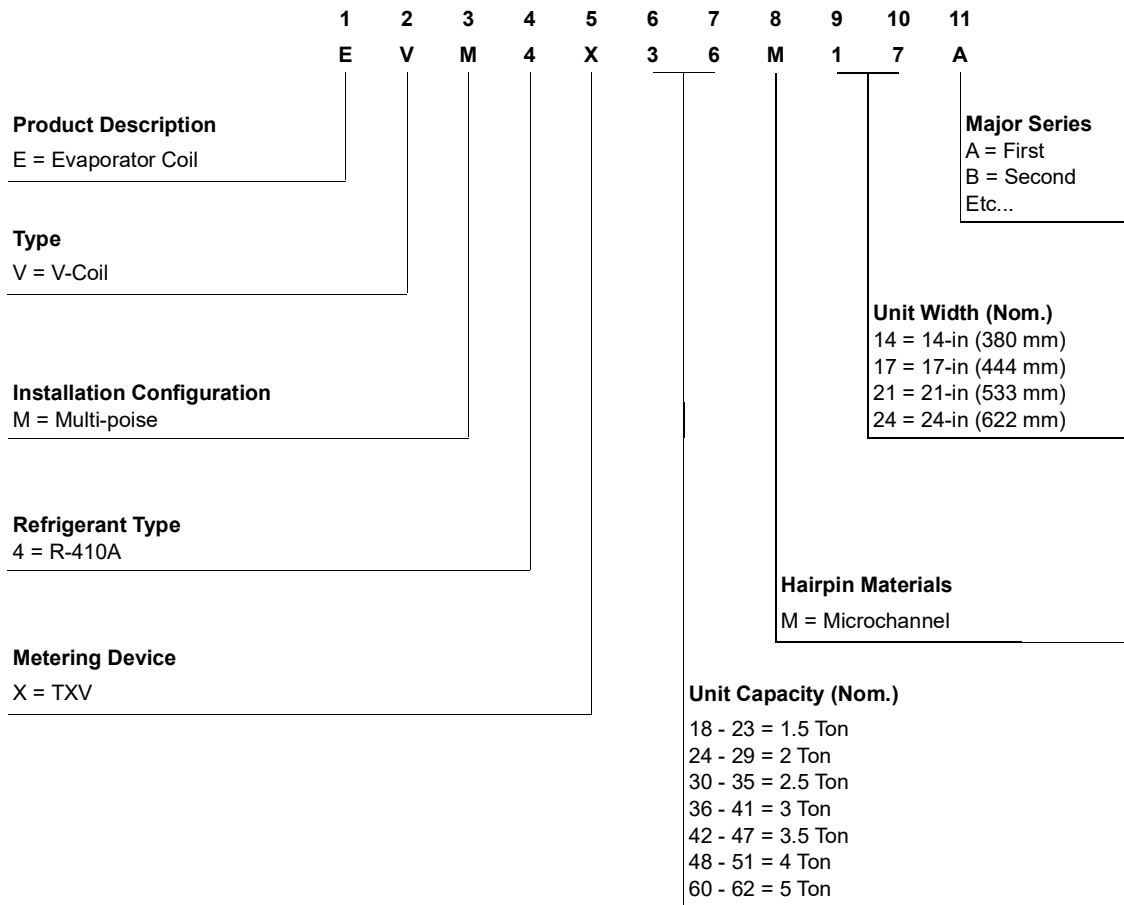 1 2 3 4 5 6 7 8 9 10 11
E V M 4 X 3 6 M 1 7 A
Product Description
E = Evaporator Coil
Type
V = V-Coil
Installation Configuration
M = Multi-poise
Refrigerant Type
4 = R-410A
Metering Device
X = TXV
Major Series
A = First
B = Second
Etc...
Unit Width (Nom.)
14 = 14-in (380 mm)
17 = 17-in (444 mm)
21 = 21-in (533 mm)
24 = 24-in (622 mm)
Hairpin Materials
M = Microchannel
Unit Capacity (Nom.)
18 - 23 = 1.5 Ton
24 - 29 = 2 Ton
30 - 35 = 2.5 Ton
36 - 41 = 3 Ton
42 - 47 = 3.5 Ton
48 - 51 = 4 Ton
60 - 62 = 5 Ton